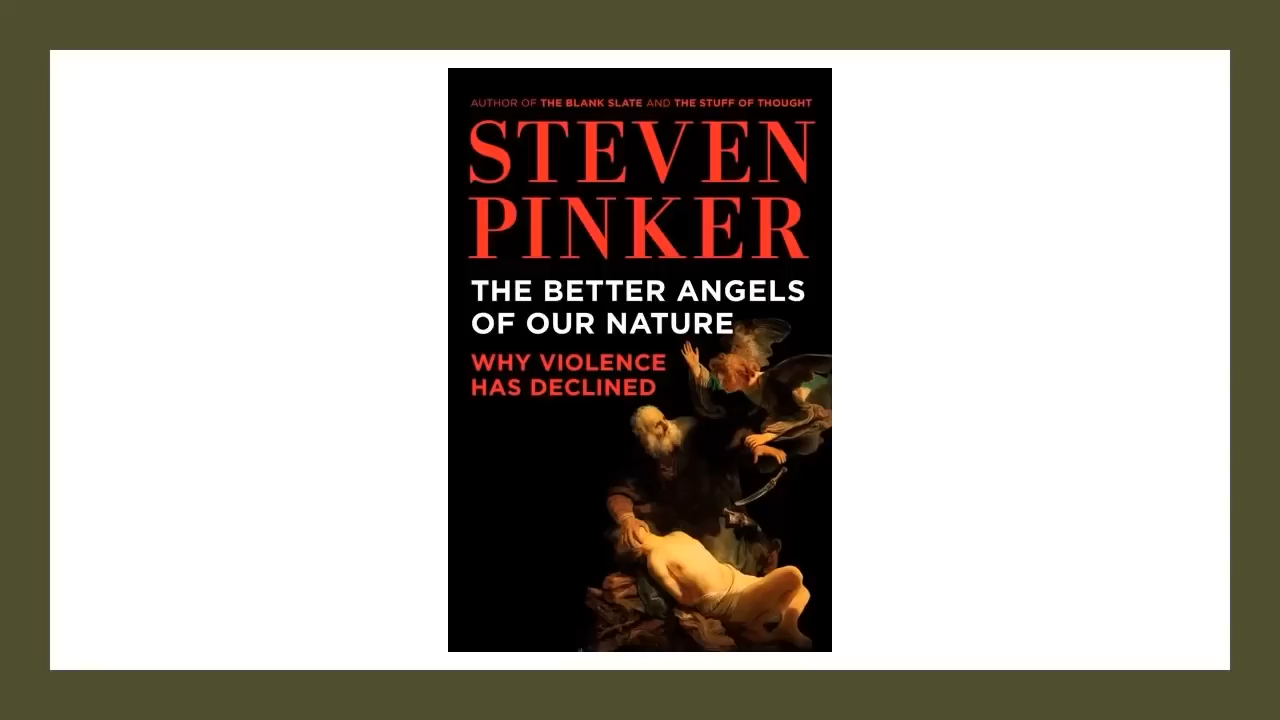 AUTHOR OF THE BLANK SLATE AND THE STUFF OF THOUGHT
STEVEN
PINKER
THE BETTER ANGELS
OF OUR NATURE
WHY VIOLENCE
HAS DECLINED